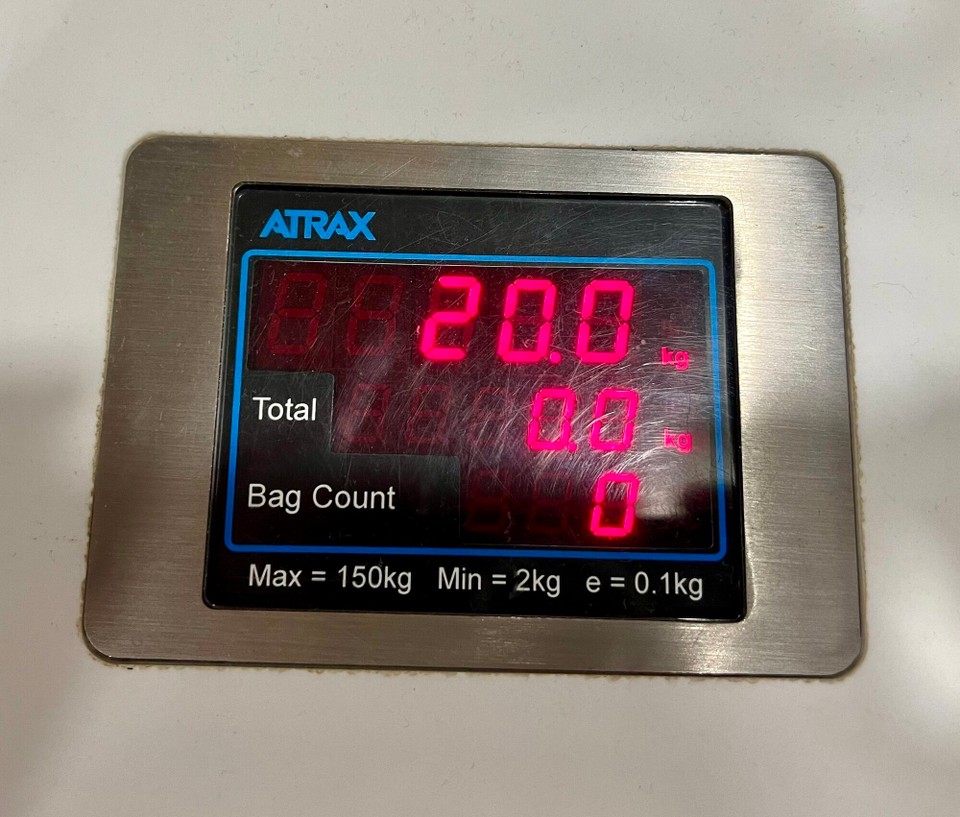 ATRAX
20.0 kg
Total 0.0 kg
Bag Count 0
Max = 150kg Min = 2kg e = 0.1kg